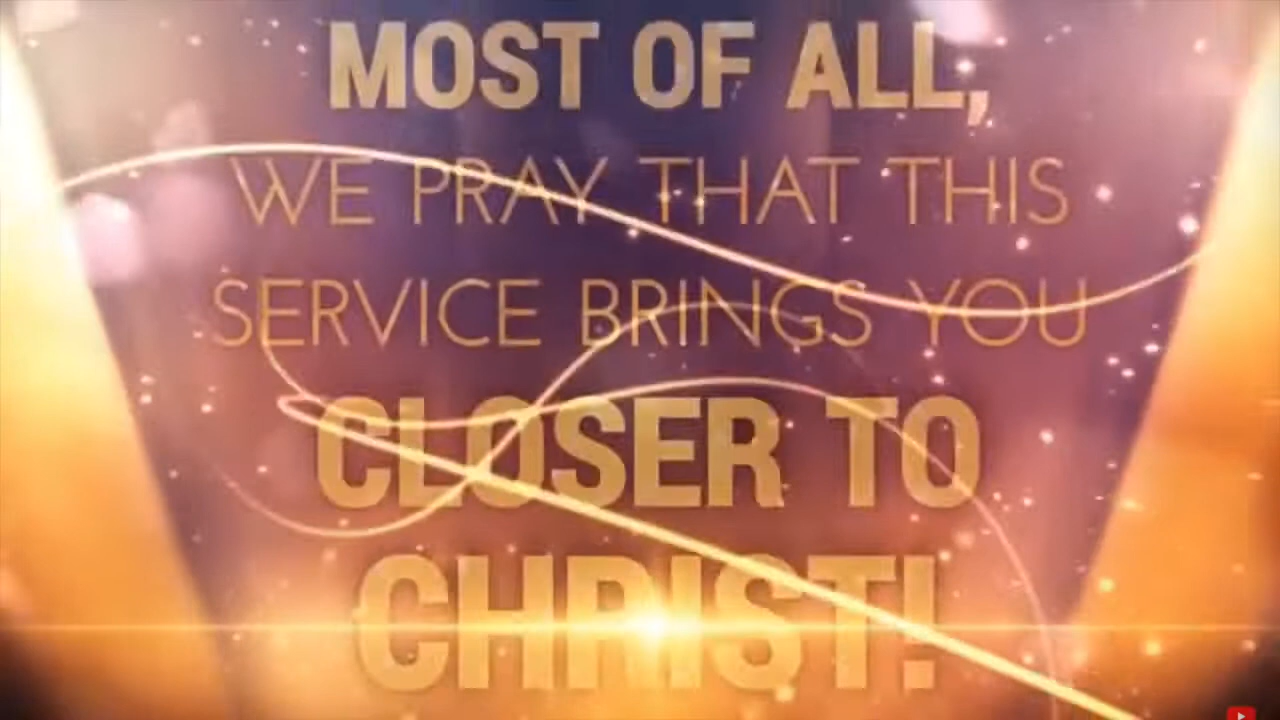 MOST OF ALL,
WE PRAY THAT THIS
SERVICE BRINGS YOU
CLOSER TO
CHRIST!